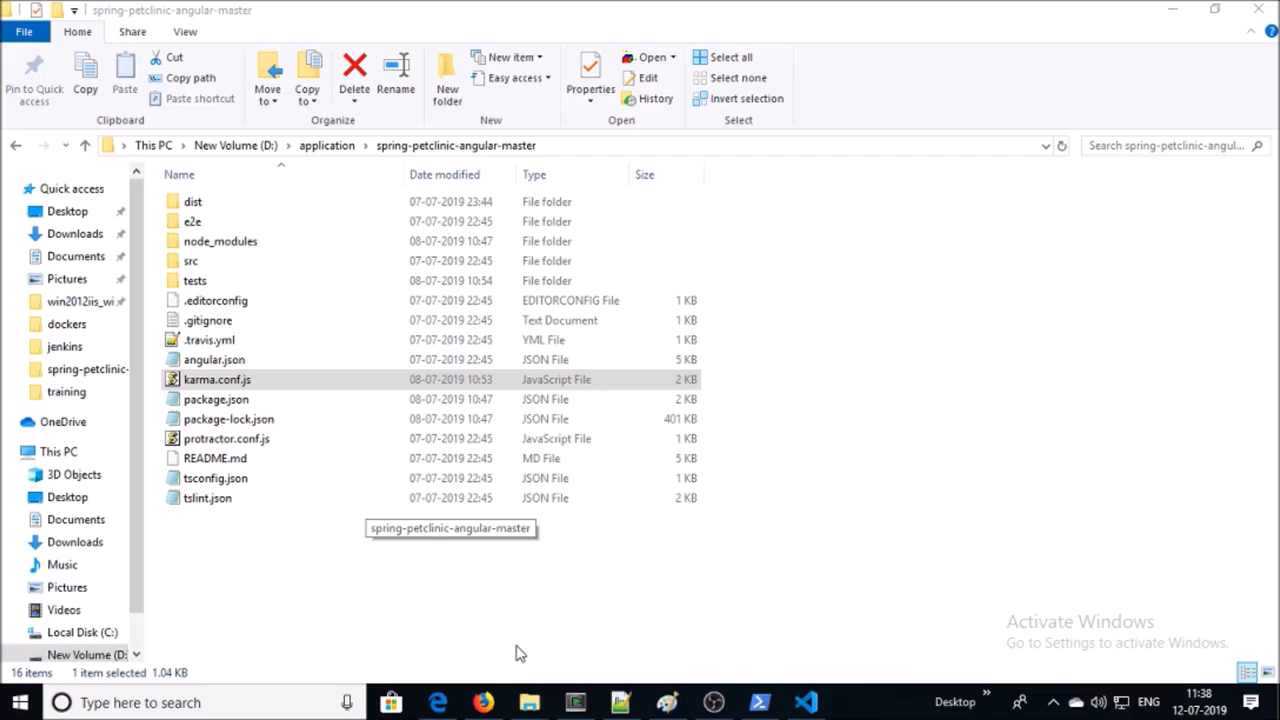 spring-petclinic-angular-master
File Home Share View
Pin to Quick access
Copy
Paste
Cut
Copy path
Paste shortcut
Move to
Copy to
Delete
Rename
New folder
New item
Easy access
Properties
Open
Edit
History
Select all
Select none
Invert selection
Clipboard Organize New Open Select
This PC New Volume (D:) application spring-petclinic-angular-master
Search spring-petclinic-angul...
Name Date modified Type Size
dist 07-07-2019 23:44 File folder
e2e 07-07-2019 22:45 File folder
node_modules 08-07-2019 10:47 File folder
src 07-07-2019 22:45 File folder
tests 08-07-2019 10:54 File folder
.editorconfig 07-07-2019 22:45 EDITORCONFIG File 1 KB
.gitignore 07-07-2019 22:45 Text Document 1 KB
.travis.yml 07-07-2019 22:45 YML File 1 KB
angular.json 07-07-2019 22:45 JSON File 5 KB
karma.conf.js 08-07-2019 10:53 JavaScript File 2 KB
package.json 08-07-2019 10:47 JSON File 2 KB
package-lock.json 08-07-2019 10:47 JSON File 401 KB
protractor.conf.js 07-07-2019 22:45 JavaScript File 1 KB
README.md 07-07-2019 22:45 MD File 5 KB
tsconfig.json 07-07-2019 22:45 JSON File 1 KB
tslint.json 07-07-2019 22:45 JSON File 2 KB
spring-petclinic-angular-master
Quick access
Desktop
Downloads
Documents
Pictures
win2012iis_wi
dockers
jenkins
spring-petclinic-
training
OneDrive
This PC
3D Objects
Desktop
Documents
Downloads
Music
Pictures
Videos
Local Disk (C:)
New Volume (D:
Activate Windows
Go to Settings to activate Windows.
16 items 1 item selected 1.04 KB
Type here to search
Desktop
ENG
11:38
12-07-2019